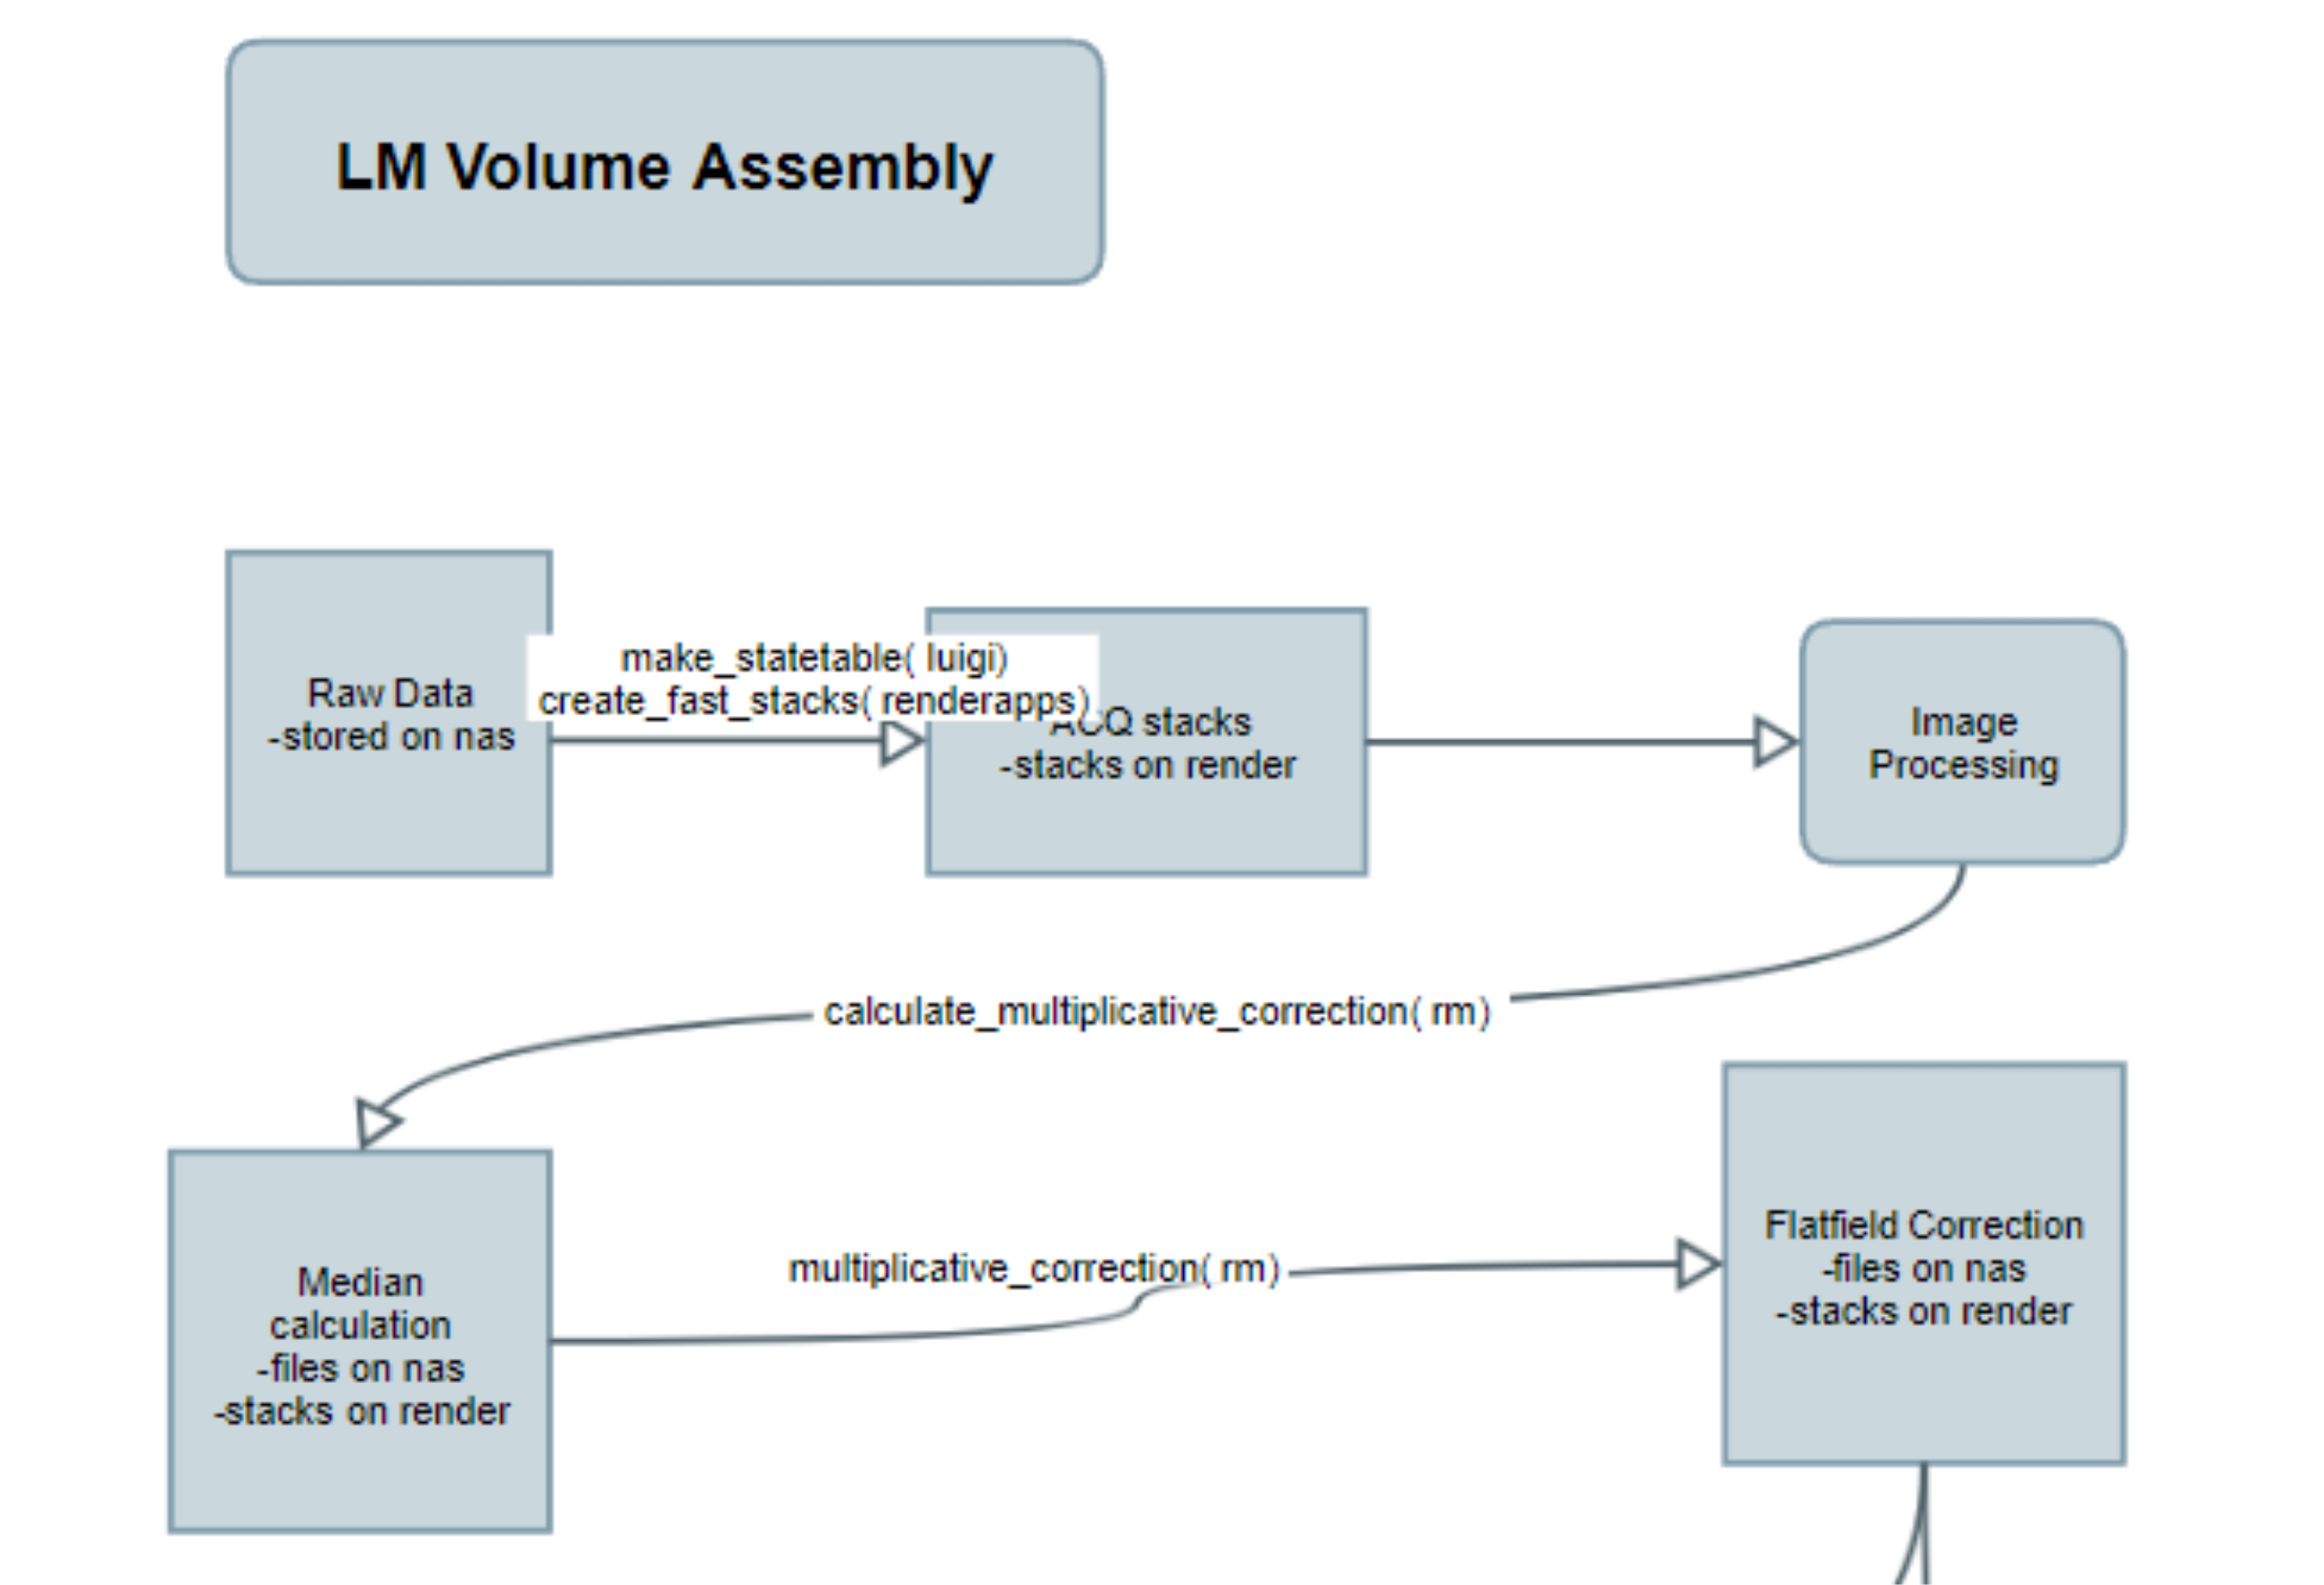 LM Volume Assembly
Raw Data
-stored on nas
make_statetable( luigi)
create_fast_stacks( renderapps)
ACQ stacks
-stacks on render
Image
Processing
calculate_multiplicative_correction( rm)
Median
calculation
-files on nas
-stacks on render
multiplicative_correction( rm)
Flatfield Correction
-files on nas
-stacks on render